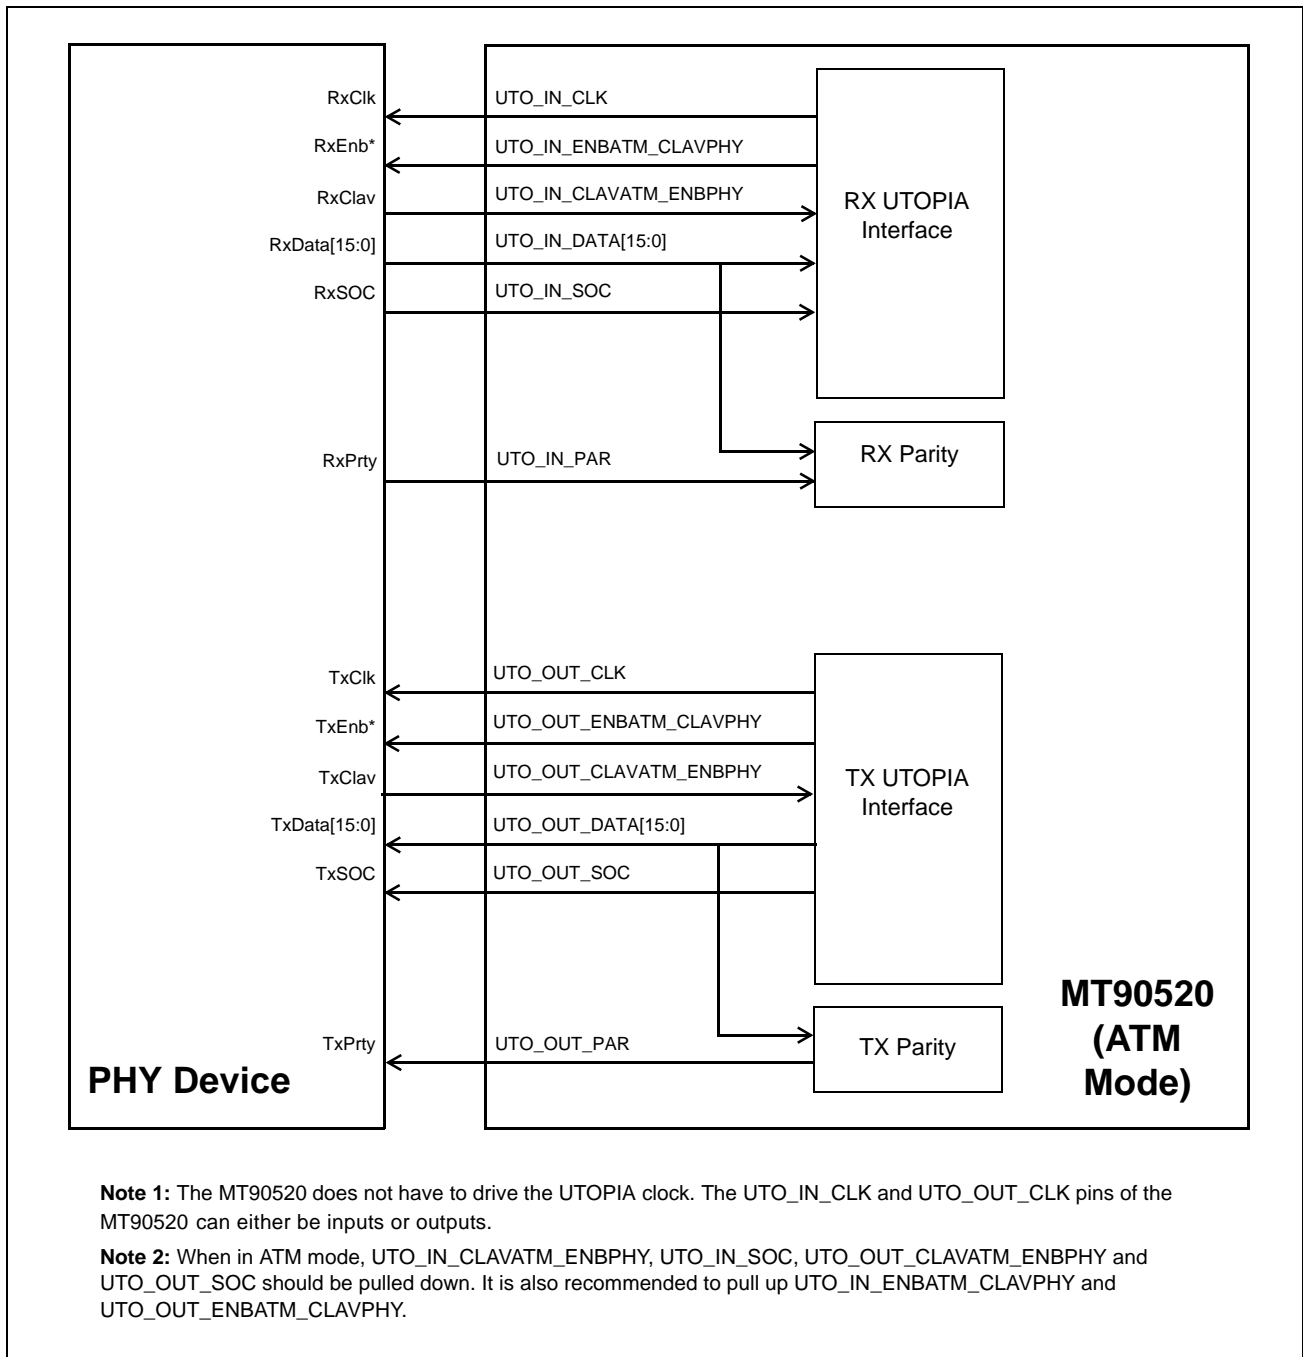 RxClk
UTO_IN_CLK
RxEnb*
UTO_IN_ENBATM_CLAVPHY
RxClav
UTO_IN_CLAVATM_ENBPHY
RX UTOPIA
Interface
RxData[15:0]
UTO_IN_DATA[15:0]
RxSOC
UTO_IN_SOC
RxPrty
UTO_IN_PAR
RX Parity
TxClk
UTO_OUT_CLK
TxEnb*
UTO_OUT_ENBATM_CLAVPHY
TxClav
UTO_OUT_CLAVATM_ENBPHY
TX UTOPIA
Interface
TxData[15:0]
UTO_OUT_DATA[15:0]
TxSOC
UTO_OUT_SOC
TxPrty
UTO_OUT_PAR
TX Parity
PHY Device
MT90520
(ATM
Mode)
Note 1: The MT90520 does not have to drive the UTOPIA clock. The UTO_IN_CLK and UTO_OUT_CLK pins of the
MT90520 can either be inputs or outputs.
Note 2: When in ATM mode, UTO_IN_CLAVATM_ENBPHY, UTO_IN_SOC, UTO_OUT_CLAVATM_ENBPHY and
UTO_OUT_SOC should be pulled down. It is also recommended to pull up UTO_IN_ENBATM_CLAVPHY and
UTO_OUT_ENBATM_CLAVPHY.